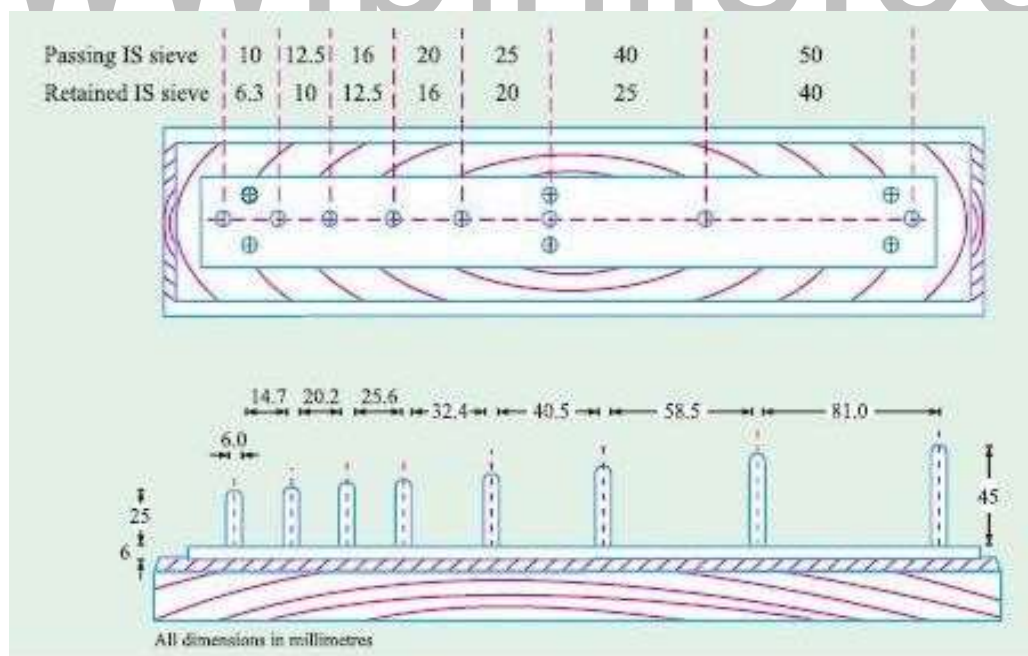 Passing IS sieve 10 12.5 16 20 25 40 50
Retained IS sieve 6.3 10 12.5 16 20 25 40
14.7 20.2 25.6 32.4 40.5 58.5 81.0
6.0
25
45
6
All dimensions in millimetres